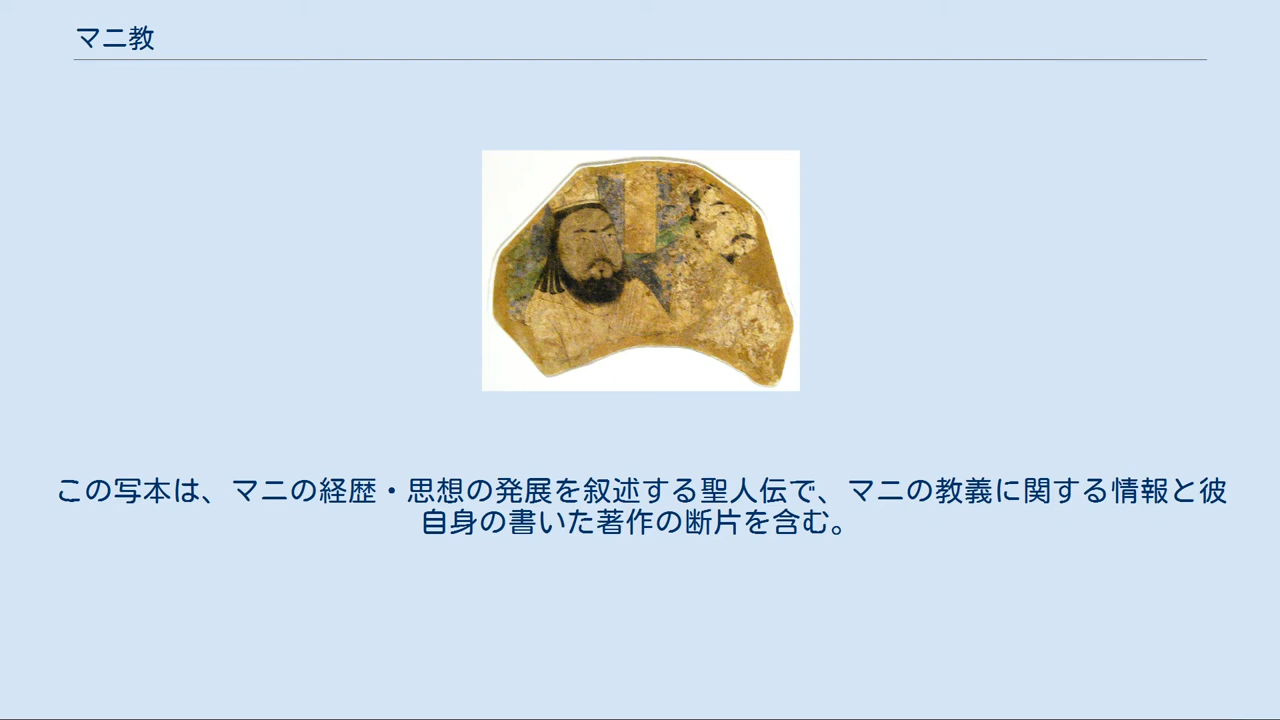 マニ教
この写本は、マニの経歴・思想の発展を叙述する聖人伝で、マニの教義に関する情報と彼
自身の書いた著作の断片を含む。